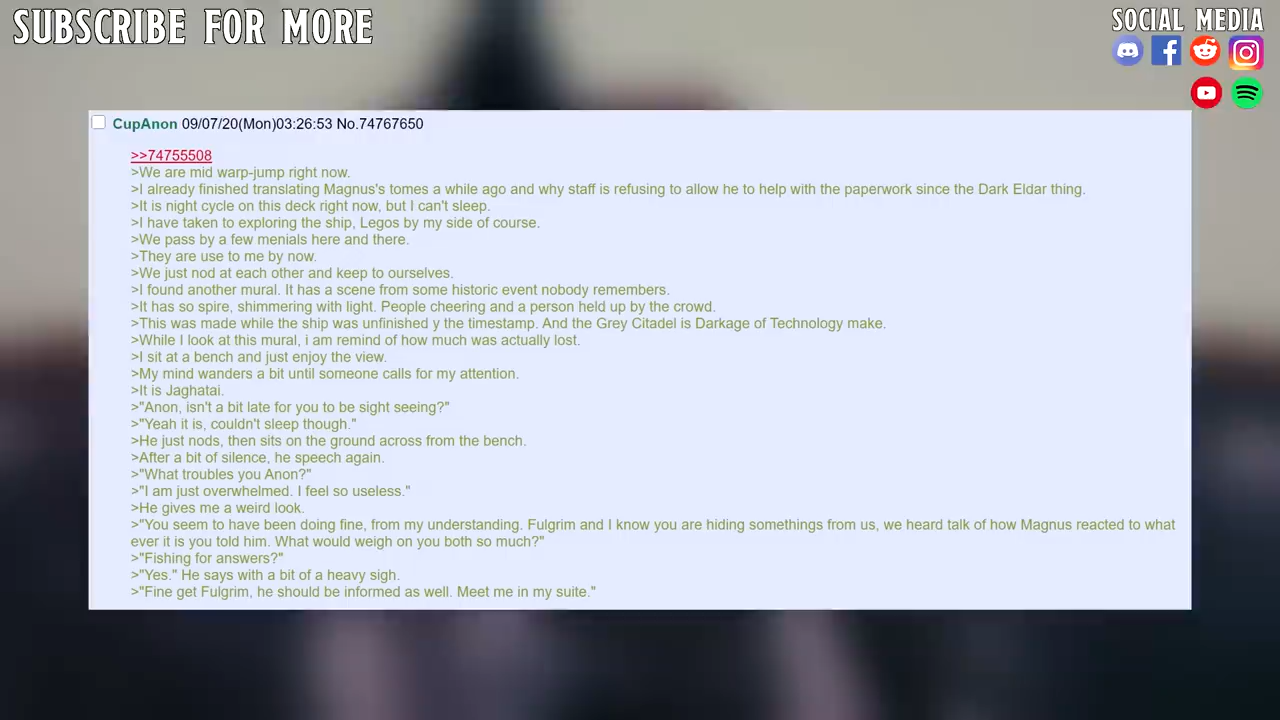 SUBSCRIBE FOR MORE
SOCIAL MEDIA
CupAnon 09/07/20(Mon)03:26:53 No.74767650
>>74755508
>We are mid warp-jump right now.
>I already finished translating Magnus's tomes a while ago and why staff is refusing to allow he to help with the paperwork since the Dark Eldar thing.
>It is night cycle on this deck right now, but I can't sleep.
>I have taken to exploring the ship, Legos by my side of course.
>We pass by a few menials here and there.
>They are use to me by now.
>We just nod at each other and keep to ourselves.
>I found another mural. It has a scene from some historic event nobody remembers.
>It has so spire, shimmering with light. People cheering and a person held up by the crowd.
>This was made while the ship was unfinished y the timestamp. And the Grey Citadel is Darkage of Technology make.
>While I look at this mural, i am remind of how much was actually lost.
>I sit at a bench and just enjoy the view.
>My mind wanders a bit until someone calls for my attention.
>It is Jaghatai.
>"Anon, isn't a bit late for you to be sight seeing?"
>"Yeah it is, couldn't sleep though."
>He just nods, then sits on the ground across from the bench.
>After a bit of silence, he speech again.
>"What troubles you Anon?"
>"I am just overwhelmed. I feel so useless."
>He gives me a weird look.
>"You seem to have been doing fine, from my understanding. Fulgrim and I know you are hiding somethings from us, we heard talk of how Magnus reacted to what
ever it is you told him. What would weigh on you both so much?"
>"Fishing for answers?"
>"Yes." He says with a bit of a heavy sigh.
>"Fine get Fulgrim, he should be informed as well. Meet me in my suite."